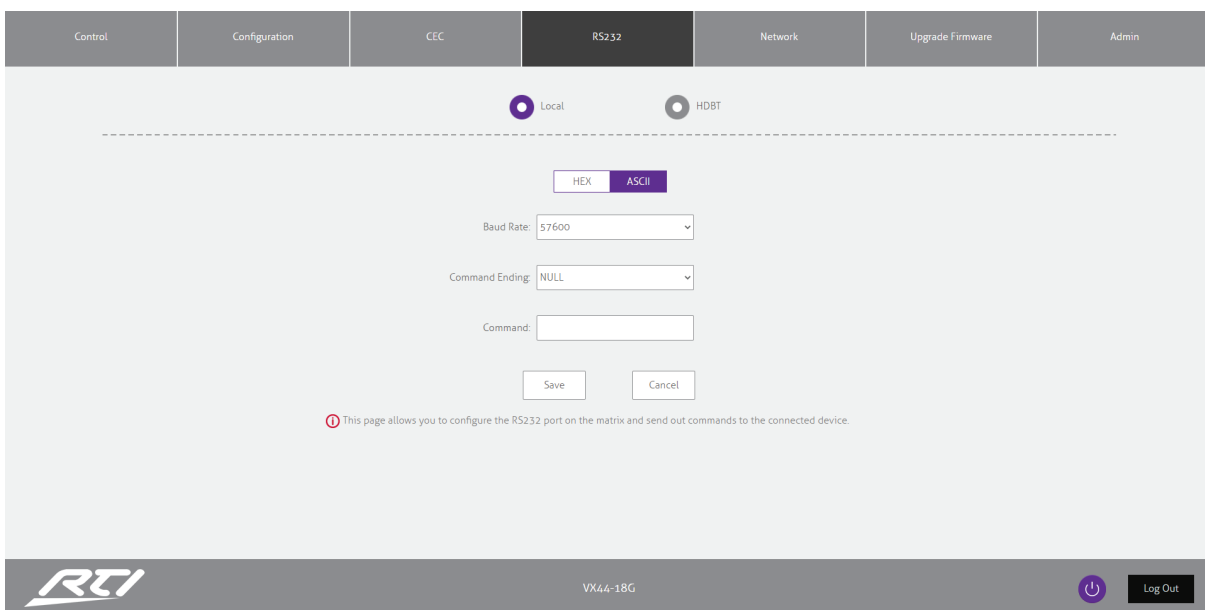 Control Configuration CEC RS232 Network Upgrade Firmware Admin
Local HDBT
HEX ASCII
Baud Rate: 57600
Command Ending: NULL
Command:
Save Cancel
This page allows you to configure the RS232 port on the matrix and send out commands to the connected device.
RTI VX44-18G Log Out